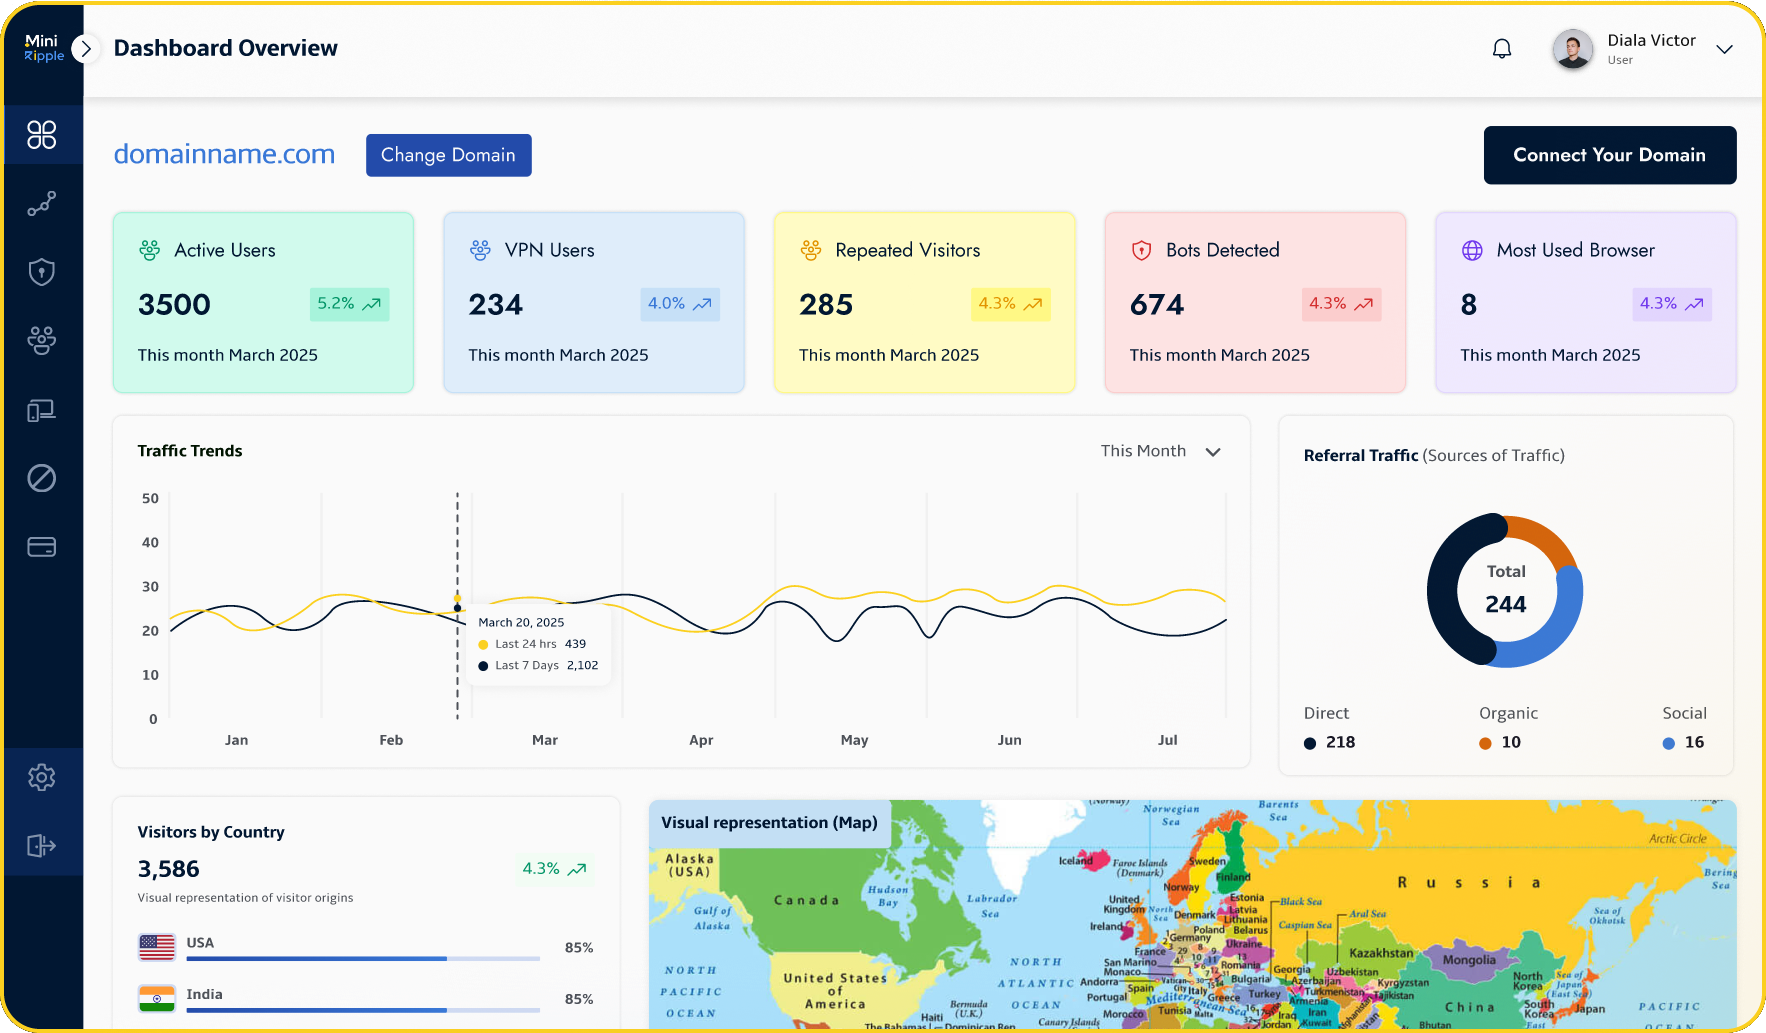 Mini
Ripple
Dashboard Overview
Diala Victor
User
domainname.com
Change Domain
Connect Your Domain
Active Users
3500
5.2%
This month March 2025
VPN Users
234
4.0%
This month March 2025
Repeated Visitors
285
4.3%
This month March 2025
Bots Detected
674
4.3%
This month March 2025
Most Used Browser
8
4.3%
This month March 2025
Traffic Trends
This Month
50
40
30
20
10
0
March 20, 2025
Last 24 hrs 439
Last 7 Days 2,102
Jan Feb Mar Apr May Jun Jul
Referral Traffic (Sources of Traffic)
Total
244
Direct
218
Organic
10
Social
16
Visitors by Country
3,586
4.3%
Visual representation of visitor origins
USA
85%
India
85%
Visual representation (Map)
Alaska
(USA)
Gulf of
Alaska
Canada
Hudson
Bay
Labrador
Sea
NORTH
PACIFIC
OCEAN
United States
of
America
NORTH
ATLANTIC
OCEAN
Bermuda
(U.K.)
Haiti
The Bahamas
Dominican Rep
Canary Islands
(Norway)
Norwegian
Sea
Barents
Sea
Iceland
Faroe Islands
(Denmark)
Sweden
Finland
Norway
United
Kingdom
North
Sea
Ireland
Denmark
Estonia
Latvia
Lithuania
Poland
Belarus
Germany
Ukraine
France
San Marino
Monaco
Andorra
Vatican
City
Spain
Portugal
Italy
Romania
Bulgaria
Greece
Turkey
Mediterranean Sea
Morocco
Tunisia
Malta
Black Sea
Caspian Sea
Aral Sea
Georgia
Armenia
Azerbaijan
Uzbekistan
Turkmenistan
Kyrgyzstan
Tajikistan
Kazakhstan
Iraq
Iran
Jordan
Kuwait
Afghanistan
Russia
Arctic Circle
Bering
Sea
Sea of
Okhotsk
Mongolia
China
Bhutan
North
Korea
South
Korea
Sea of
Japan
(East Sea)
Japan
PACIFIC
OCEAN